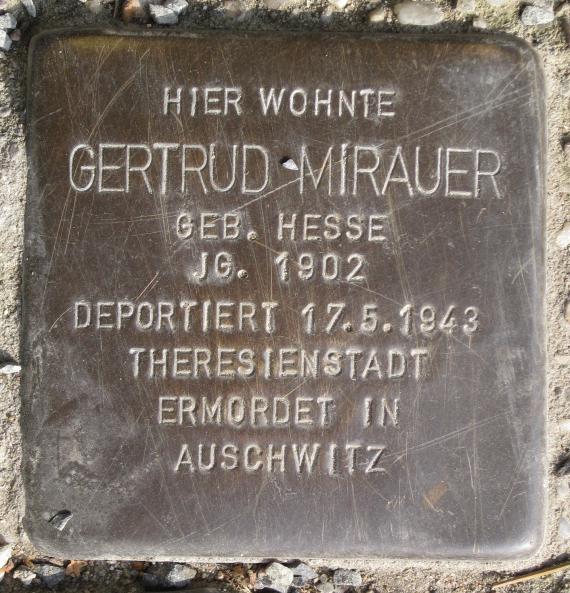 HIER WOHNTE
GERTRUD MIRAUER
GEB. HESSE
JG. 1902
DEPORTIERT 17.5.1943
THERESIENSTADT
ERMORDET IN
AUSCHWITZ